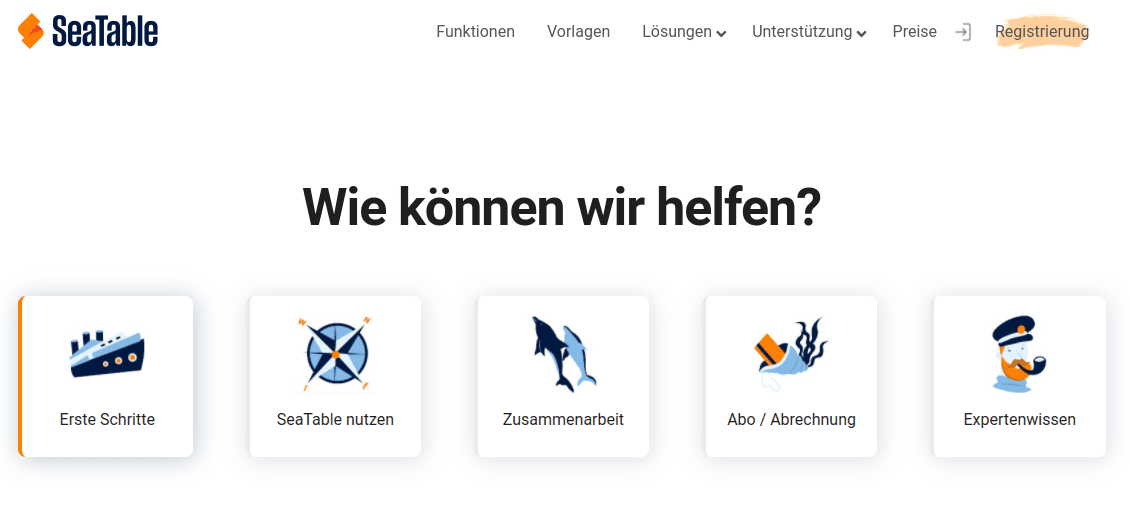 SeaTable
Funktionen Vorlagen Lösungen Unterstützung Preise Registrierung
Wie können wir helfen?
Erste Schritte SeaTable nutzen Zusammenarbeit Abo / Abrechnung Expertenwissen